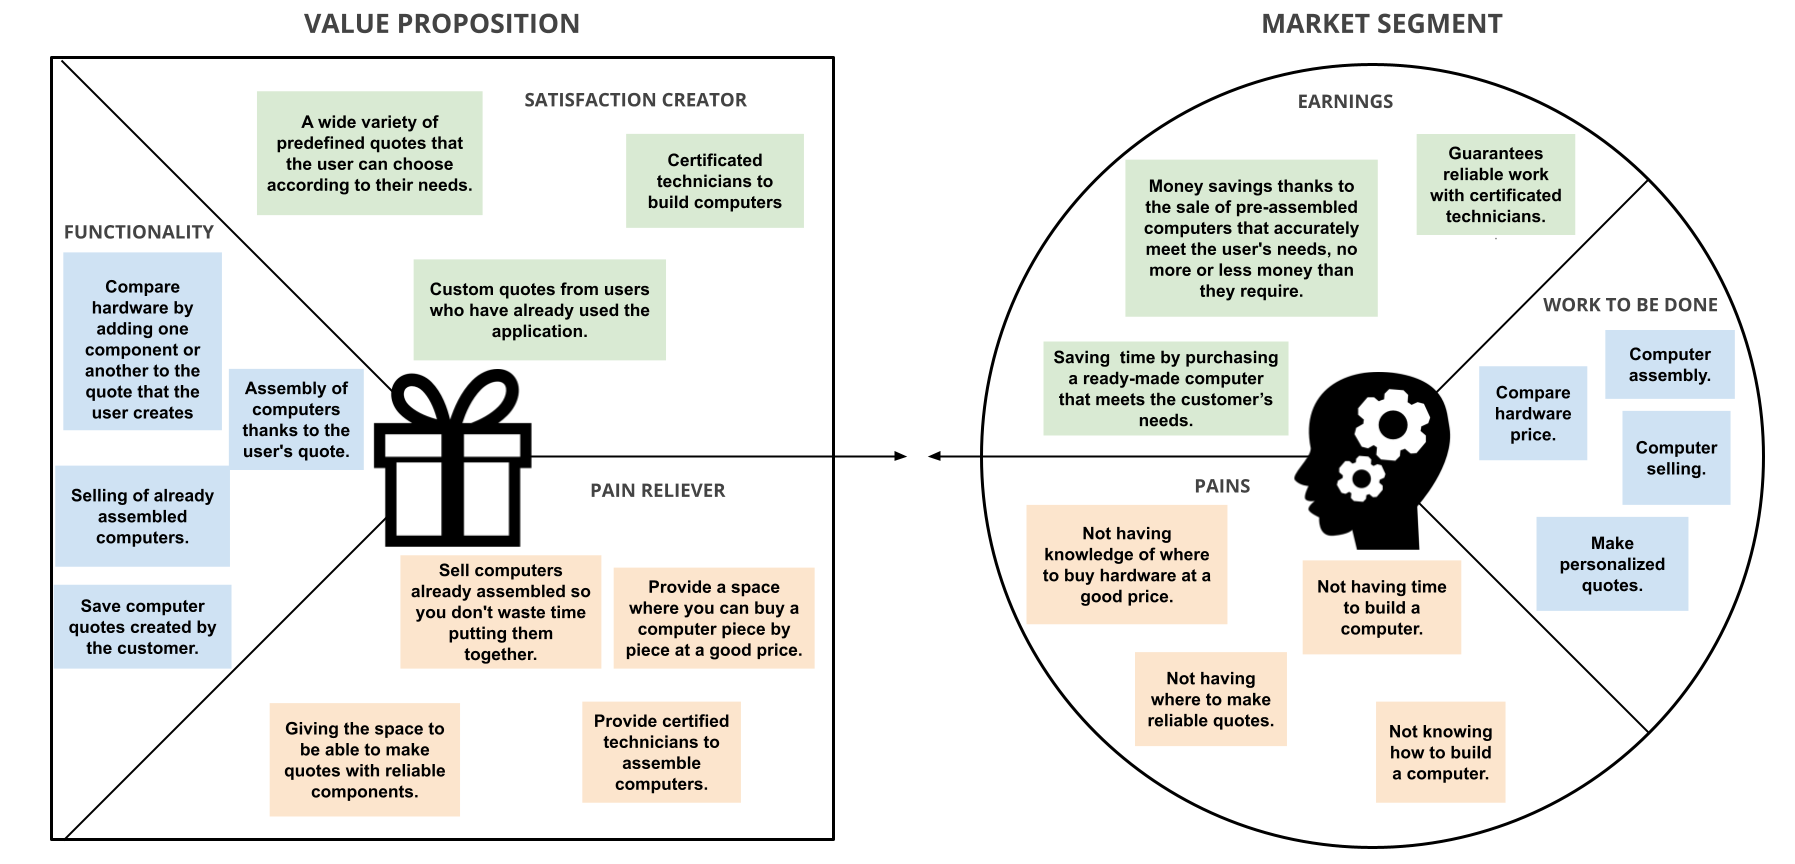 VALUE PROPOSITION
SATISFACTION CREATOR
A wide variety of
predefined quotes that
the user can choose
according to their needs.
Certificated
technicians to
build computers
Custom quotes from users
who have already used the
application.
FUNCTIONALITY
Compare
hardware by
adding one
component or
another to the
quote that the
user creates
Assembly of
computers
thanks to the
user's quote.
Selling of already
assembled
computers.
Save computer
quotes created by
the customer.
PAIN RELIEVER
Sell computers
already assembled so
you don't waste time
putting them
together.
Provide a space
where you can buy a
computer piece by
piece at a good price.
Giving the space to
be able to make
quotes with reliable
components.
Provide certified
technicians to
assemble
computers.
MARKET SEGMENT
EARNINGS
Money savings thanks to
the sale of pre-assembled
computers that accurately
meet the user's needs, no
more or less money than
they require.
Guarantees
reliable work
with certificated
technicians.
.
Saving  time by purchasing
a ready-made computer
that meets the customer’s
needs.
WORK TO BE DONE
Computer
assembly.
Compare
hardware
price.
Computer
selling.
Make
personalized
quotes.
PAINS
Not having
knowledge of where
to buy hardware at a
good price.
Not having time
to build a
computer.
Not having
where to make
reliable quotes.
Not knowing
how to build
a computer.